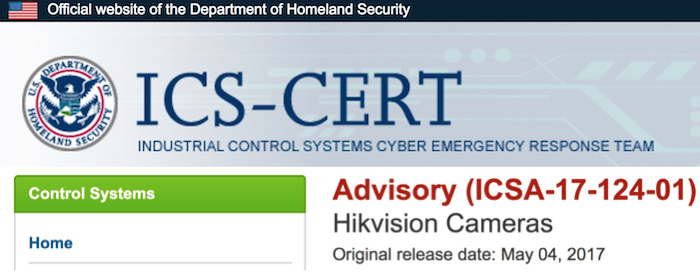 Official website of the Department of Homeland Security
U.S. DEPARTMENT OF
HOMELAND SECURITY
ICS-CERT
INDUSTRIAL CONTROL SYSTEMS CYBER EMERGENCY RESPONSE TEAM
Control Systems
Home
Advisory (ICSA-17-124-01)
Hikvision Cameras
Original release date: May 04, 2017